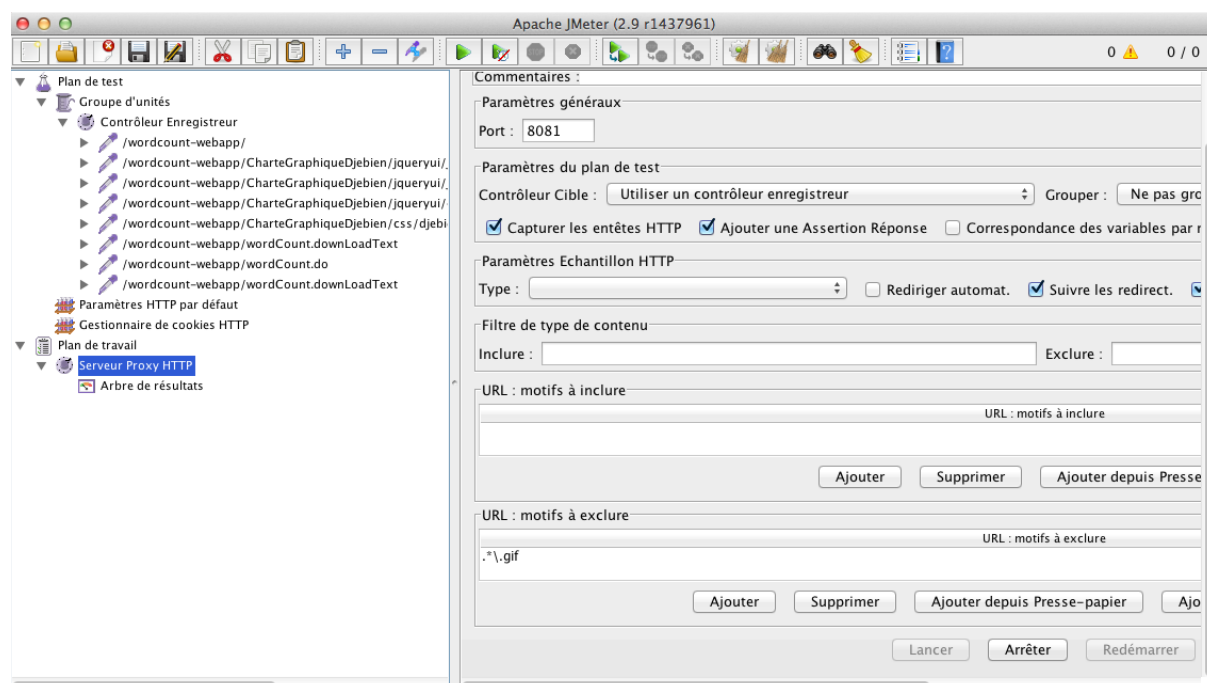 Apache JMeter (2.9 r1437961)
0 0 / 0
Plan de test
Groupe d'unités
Contrôleur Enregistreur
/wordcount-webapp/
/wordcount-webapp/CharteGraphiqueDjebien/jqueryui/
/wordcount-webapp/CharteGraphiqueDjebien/jqueryui/
/wordcount-webapp/CharteGraphiqueDjebien/jqueryui/
/wordcount-webapp/CharteGraphiqueDjebien/css/djebi
/wordcount-webapp/wordCount.downLoadText
/wordcount-webapp/wordCount.do
/wordcount-webapp/wordCount.downLoadText
Paramètres HTTP par défaut
Gestionnaire de cookies HTTP
Plan de travail
Serveur Proxy HTTP
Arbre de résultats
Commentaires :
Paramètres généraux
Port : 8081
Paramètres du plan de test
Contrôleur Cible : Utiliser un contrôleur enregistreur Grouper : Ne pas gro
Capturer les entêtes HTTP Ajouter une Assertion Réponse Correspondance des variables par r
Paramètres Echantillon HTTP
Type : Rediriger automat. Suivre les redirect.
Filtre de type de contenu
Inclure : Exclure :
URL : motifs à inclure
URL : motifs à inclure
Ajouter Supprimer Ajouter depuis Presse
URL : motifs à exclure
URL : motifs à exclure
.*\.gif
Ajouter Supprimer Ajouter depuis Presse-papier Ajo
Lancer Arrêter Redémarrer